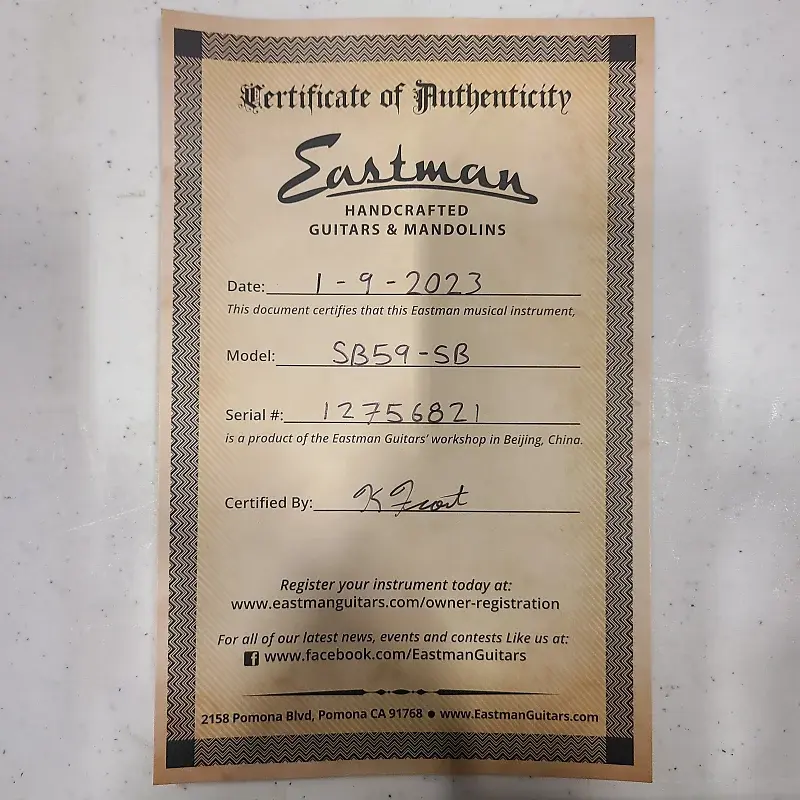 Certificate of Authenticity
Eastman
HANDCRAFTED
GUITARS & MANDOLINS
Date: 1-9-2023
This document certifies that this Eastman musical instrument,
Model: SB59-SB
Serial #: 12756821
is a product of the Eastman Guitars' workshop in Beijing, China.
Certified By: K Frost
Register your instrument today at:
www.eastmanguitars.com/owner-registration
For all of our latest news, events and contests Like us at:
f www.facebook.com/EastmanGuitars
2158 Pomona Blvd, Pomona CA 91768 • www.EastmanGuitars.com